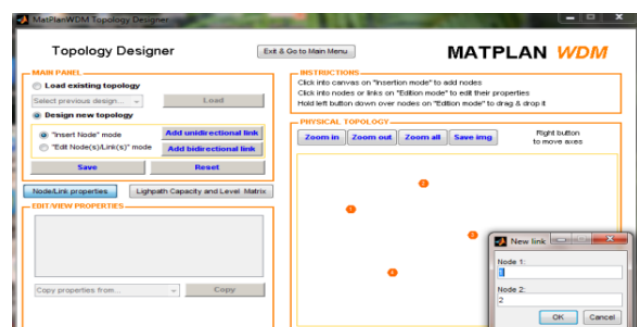 MatPlanWDM Topology Designer
Topology Designer
Exit & Go to Main Menu
MATPLAN WDM
MAIN PANEL
Load existing topology
Select previous design...
Load
Design new topology
"Insert Node" mode
Add unidirectional link
"Edit Node(s)/Link(s)" mode
Add bidirectional link
Save
Reset
Node/Link properties
Lighpath Capacity and Level Matrix
EDIT/VIEW PROPERTIES
Copy properties from...
Copy
INSTRUCTIONS
Click into canvas on "Insertion mode" to add nodes
Click into nodes or links on "Edition mode" to edit their properties
Hold left button down over nodes on "Edition mode" to drag & drop it
PHYSICAL TOPOLOGY
Zoom in
Zoom out
Zoom all
Save img
Right button
to move axes
New link
Node 1:
1
Node 2:
2
OK
Cancel